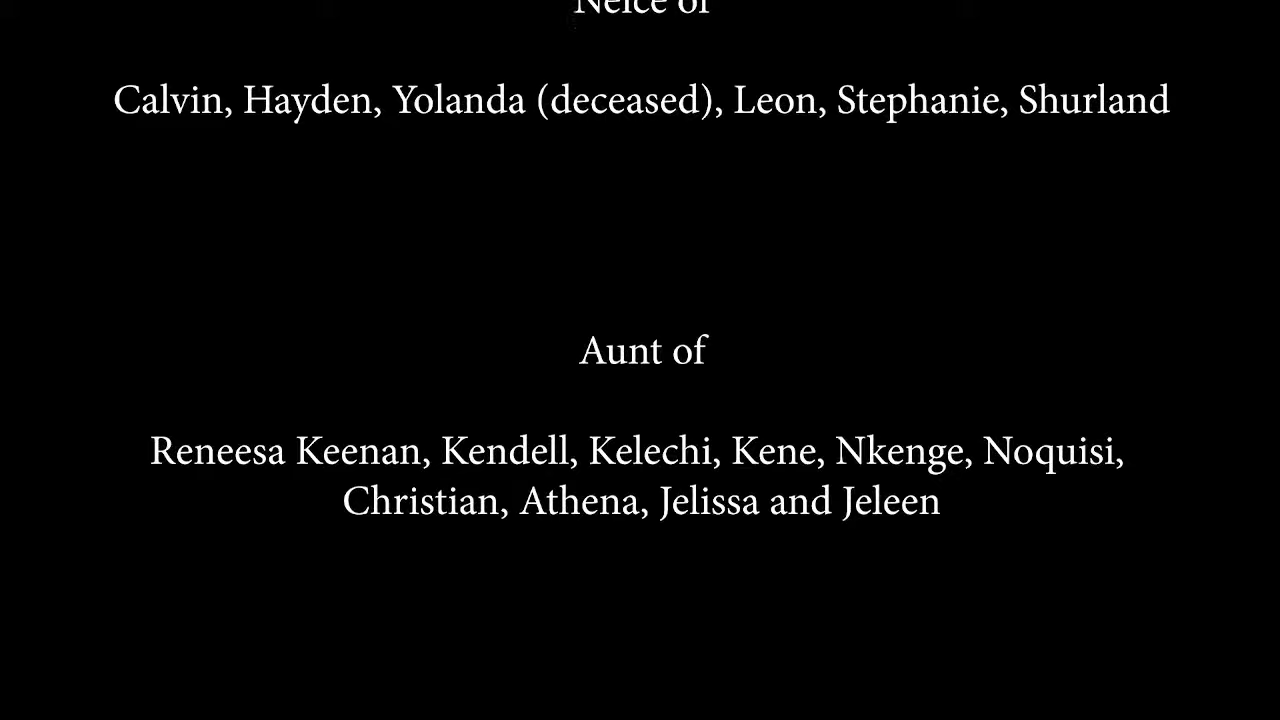 Neice of
Calvin, Hayden, Yolanda (deceased), Leon, Stephanie, Shurland
Aunt of
Reneesa Keenan, Kendell, Kelechi, Kene, Nkenge, Noquisi,
Christian, Athena, Jelissa and Jeleen